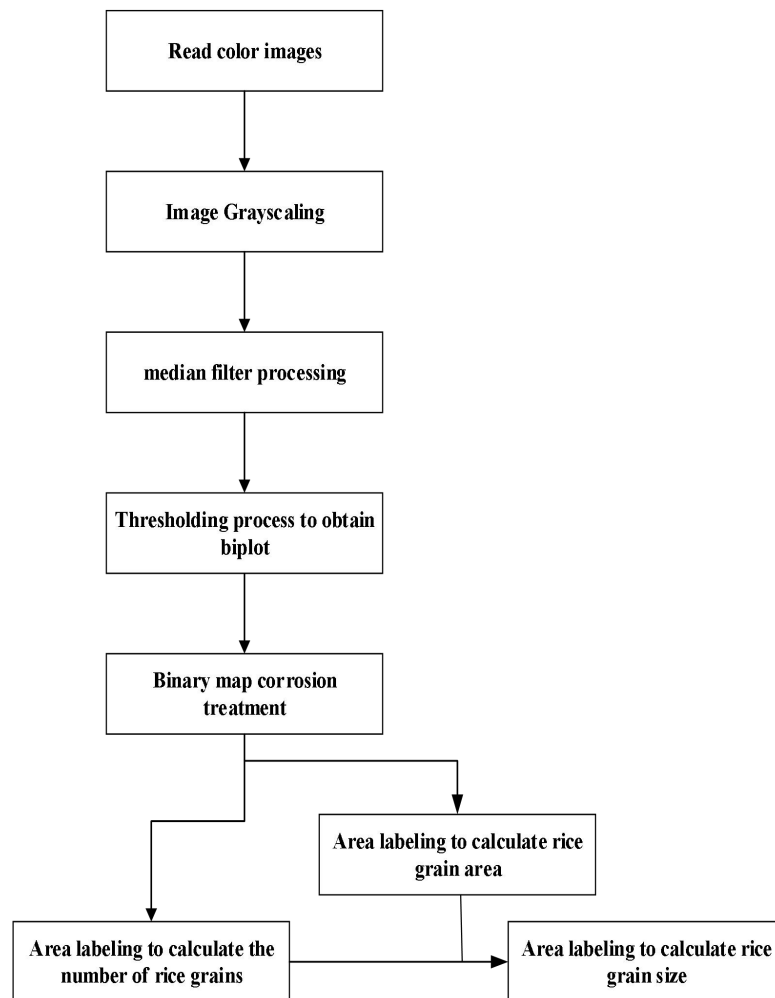 Read color images
Image Grayscaling
median filter processing
Thresholding process to obtain
biplot
Binary map corrosion
treatment
Area labeling to calculate rice
grain area
Area labeling to calculate the
number of rice grains
Area labeling to calculate rice
grain size